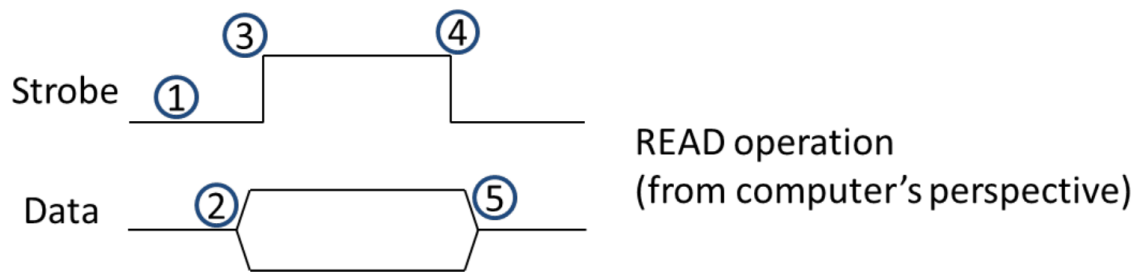 3
4
Strobe
1
READ operation
(from computer's perspective)
Data
2
5